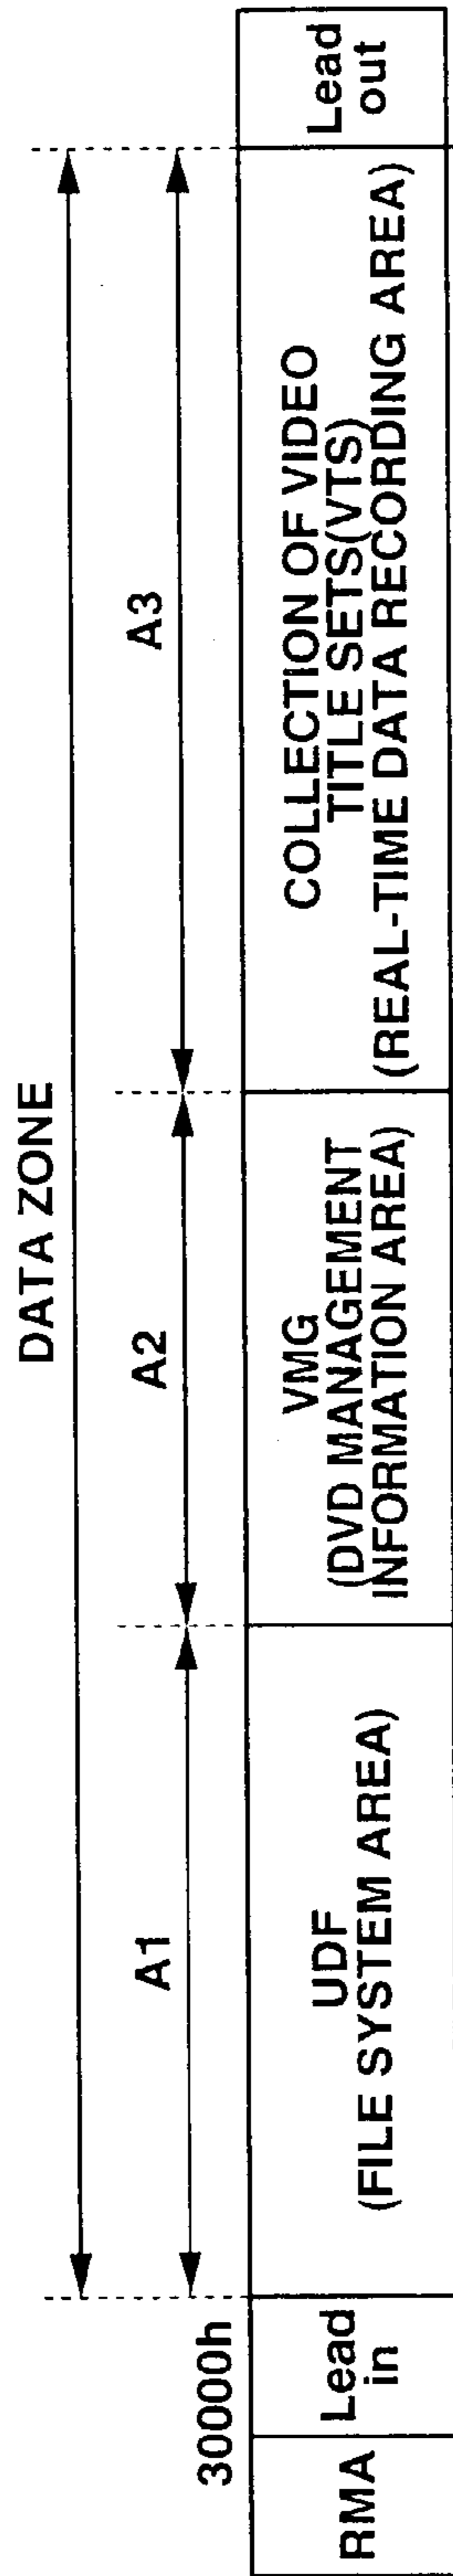 DATA ZONE
A1
A2
A3
30000h
RMA
Lead
in
UDF
(FILE SYSTEM AREA)
VMG
(DVD MANAGEMENT
INFORMATION AREA)
COLLECTION OF VIDEO
TITLE SETS(VTS)
(REAL-TIME DATA RECORDING AREA)
Lead
out